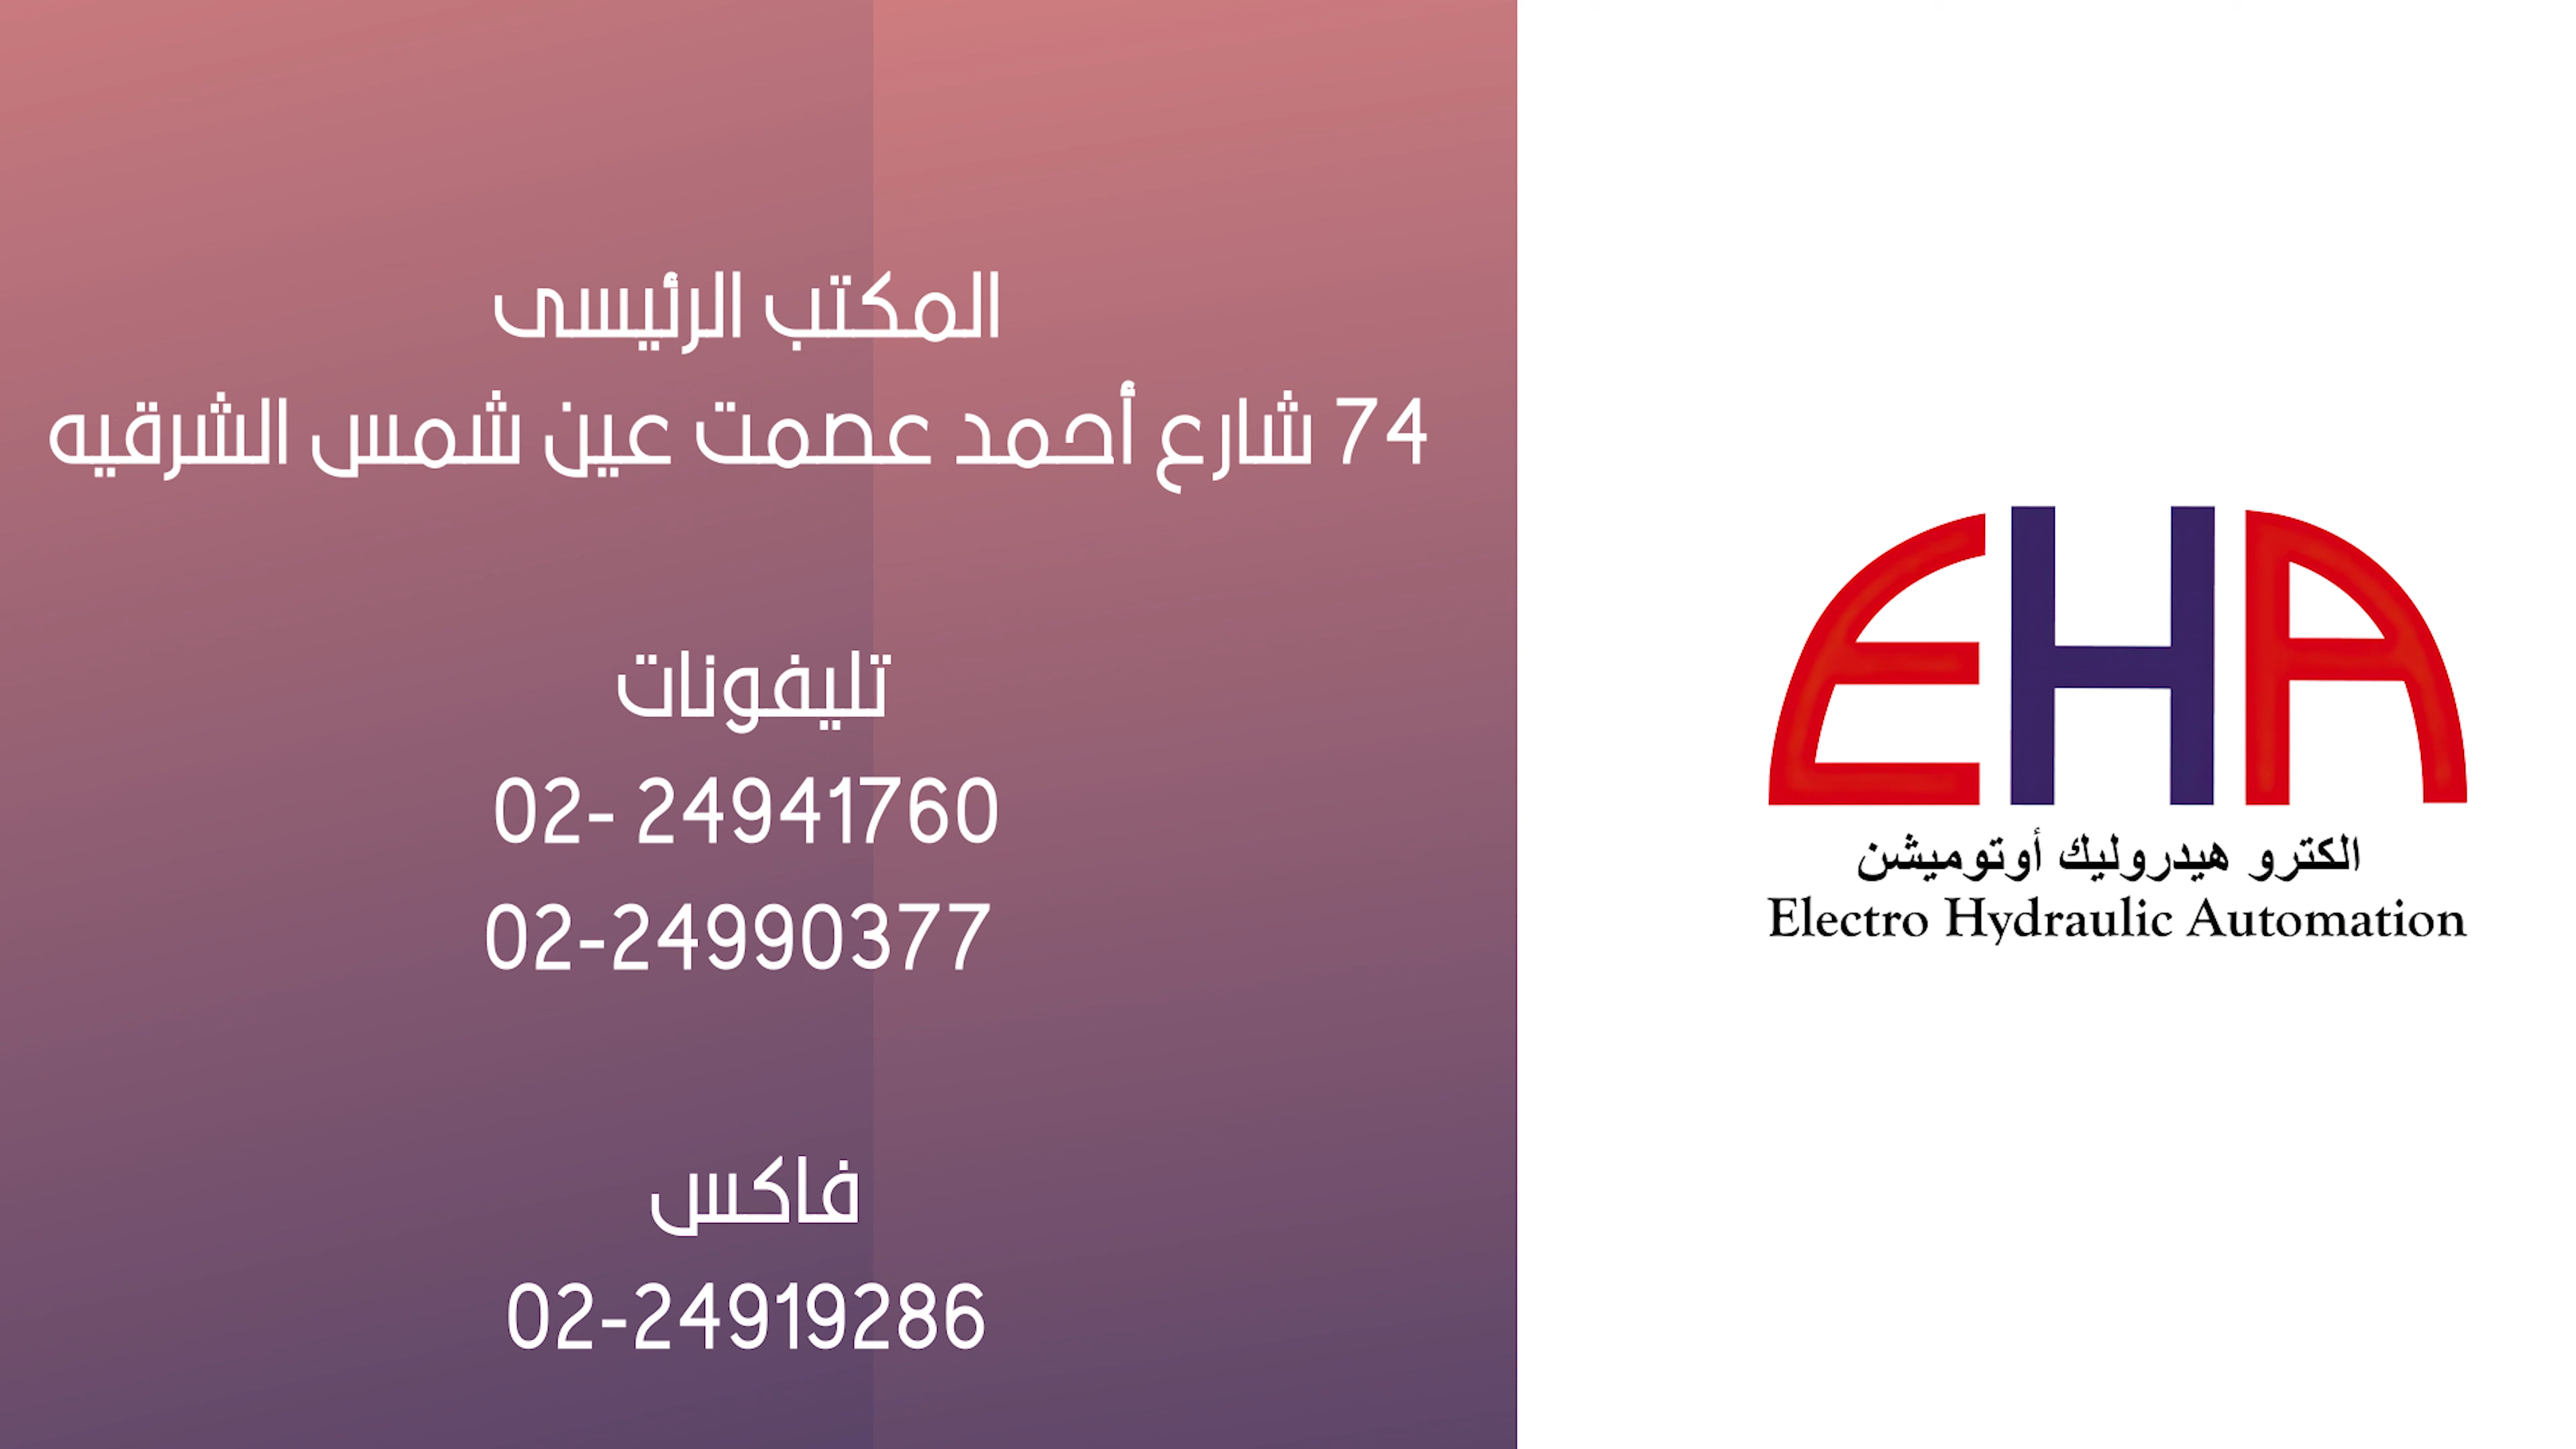 المكتب الرئيسى
74 شارع أحمد عصمت عين شمس الشرقيه
تليفونات
02- 24941760
02-24990377
فاكس
02-24919286
EHA
الكترو هيدروليك أوتوميشن
Electro Hydraulic Automation